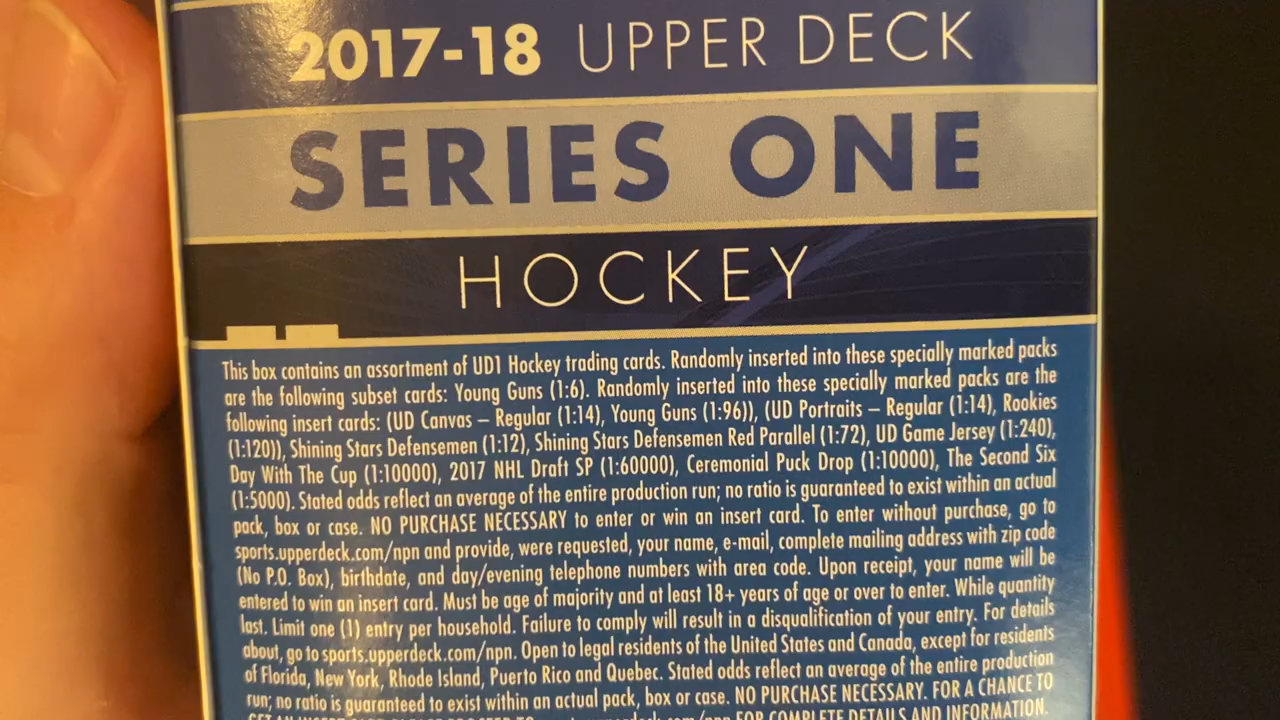 2017-18 UPPER DECK
SERIES ONE
HOCKEY
This box contains an assortment of UD1 Hockey trading cards. Randomly inserted into these specially marked packs
are the following subset cards: Young Guns (1:6). Randomly inserted into these specially marked packs are the
following insert cards: (UD Canvas – Regular (1:14), Young Guns (1:96)), (UD Portraits – Regular (1:14), Rookies
(1:120)), Shining Stars Defensemen (1:12), Shining Stars Defensemen Red Parallel (1:72), UD Game Jersey (1:240),
Day With The Cup (1:10000), 2017 NHL Draft SP (1:60000), Ceremonial Puck Drop (1:10000), The Second Six
(1:5000). Stated odds reflect an average of the entire production run; no ratio is guaranteed to exist within an actual
pack, box or case. NO PURCHASE NECESSARY to enter or win an insert card. To enter without purchase, go to
sports.upperdeck.com/npn and provide, were requested, your name, e-mail, complete mailing address with zip code
(No P.O. Box), birthdate, and day/evening telephone numbers with area code. Upon receipt, your name will be
entered to win an insert card. Must be age of majority and at least 18+ years of age or over to enter. While quantity
last. Limit one (1) entry per household. Failure to comply will result in a disqualification of your entry. For details
about, go to sports.upperdeck.com/npn. Open to legal residents of the United States and Canada, except for residents
of Florida, New York, Rhode Island, Puerto Rico and Quebec. Stated odds reflect an average of the entire production
run; no ratio is guaranteed to exist within an actual pack, box or case. NO PURCHASE NECESSARY. FOR A CHANCE TO
FOR COMPLETE DETAILS AND INFORMATION.